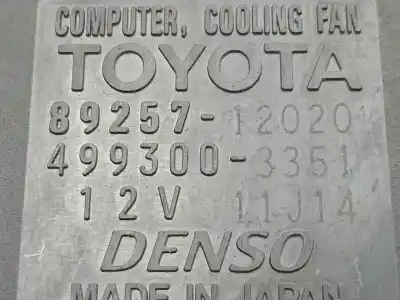 COMPUTER, COOLING FAN
TOYOTA
89257-12020
499300-3351
12V 11J14
DENSO
MADE IN JAPAN